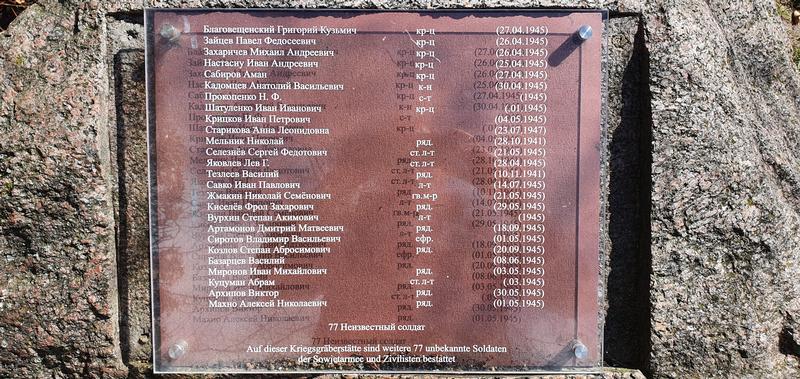 Благовещенский Григорий Кузьмич кр-ц (27.04.1945)
Зайцев Павел Федосеевич кр-ц (26.04.1945)
Захаричев Михаил Андреевич кр-ц (26.04.1945)
Настасну Иван Андреевич кр-ц (25.04.1945)
Сабиров Аман кр-ц (27.04.1945)
Кадомцев Анатолий Васильевич к-н (30.04.1945)
Прокопенко Н. Ф. с-т (1945)
Шатуленко Иван Иванович кр-ц (.01.1945)
Крицков Иван Петрович (04.05.1945)
Старикова Анна Леонидовна (23.07.1947)
Мельник Николай ряд. (28.10.1941)
Селезнёв Сергей Федотович ст. л-т (21.05.1945)
Яковлев Лев Г. ст. л-т (28.04.1945)
Тезлеев Василий ряд. (10.11.1941)
Савко Иван Павлович л-т (14.07.1945)
Жмакин Николай Семёнович гв.м-р (21.05.1945)
Киселёв Фрол Захарович ряд. (29.05.1945)
Вурхин Степан Акимович л-т (1945)
Артамонов Дмитрий Матвеевич ряд. (18.09.1945)
Сиротов Владимир Васильевич ефр. (01.05.1945)
Козлов Степан Абросимович ряд. (20.09.1945)
Базарцев Василий (08.06.1945)
Миронов Иван Михайлович ряд. (03.05.1945)
Куцуман Абрам ст. л-т (.03.1945)
Архипов Виктор ряд. (30.05.1945)
Махно Алексей Николаевич ряд. (01.05.1945)
77 Неизвестный солдат
Auf dieser Kriegsgräberstätte sind weitere 77 unbekannte Soldaten
der Sowjetarmee und Zivilisten bestattet